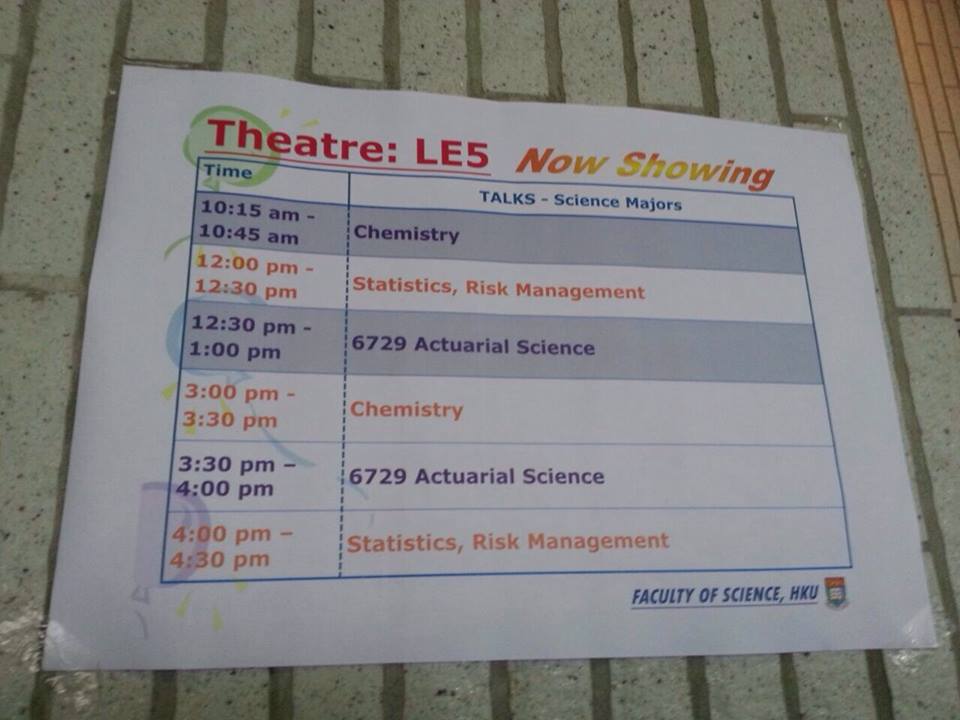 Theatre: LE5 Now Showing
Time
TALKS - Science Majors
10:15 am -
10:45 am
Chemistry
12:00 pm -
12:30 pm
Statistics, Risk Management
12:30 pm -
1:00 pm
6729 Actuarial Science
3:00 pm -
3:30 pm
Chemistry
3:30 pm –
4:00 pm
6729 Actuarial Science
4:00 pm –
4:30 pm
Statistics, Risk Management
FACULTY OF SCIENCE, HKU